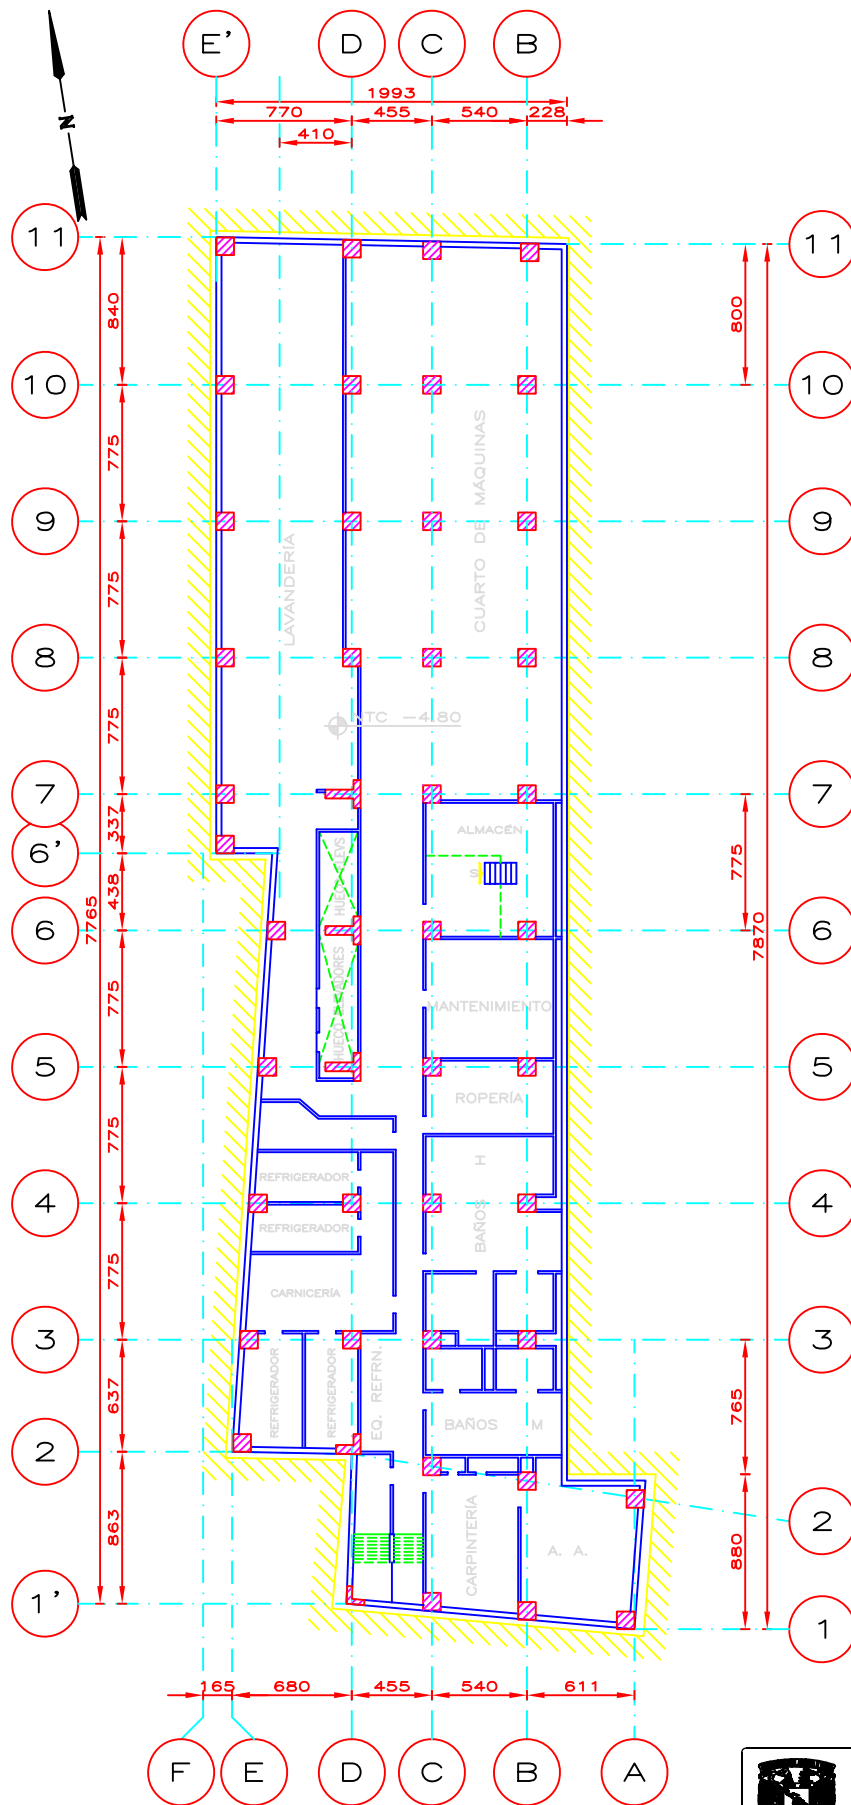 E' D C B
N
1993
770 455 540 228
410
11 11
840 800
10 10
775
CUARTO DE MÁQUINAS
9 9
LAVANDERÍA
775
8 8
775
NTC -4.80
7 7
337
ALMACÉN
6'
438 775
S
7765 7870
6 6
775
HUECO ELEVADORES
MANTENIMIENTO
5 5
ROPERÍA
775
BAÑOS H
REFRIGERADOR
4 4
REFRIGERADOR
775
CARNICERÍA
3 3
REFRIGERADOR
REFRIGERADOR
EQ. REFRN.
637 765
BAÑOS M
2
2
863 880
CARPINTERÍA
A. A.
1' 1
165 680 455 540 611
F E D C B A